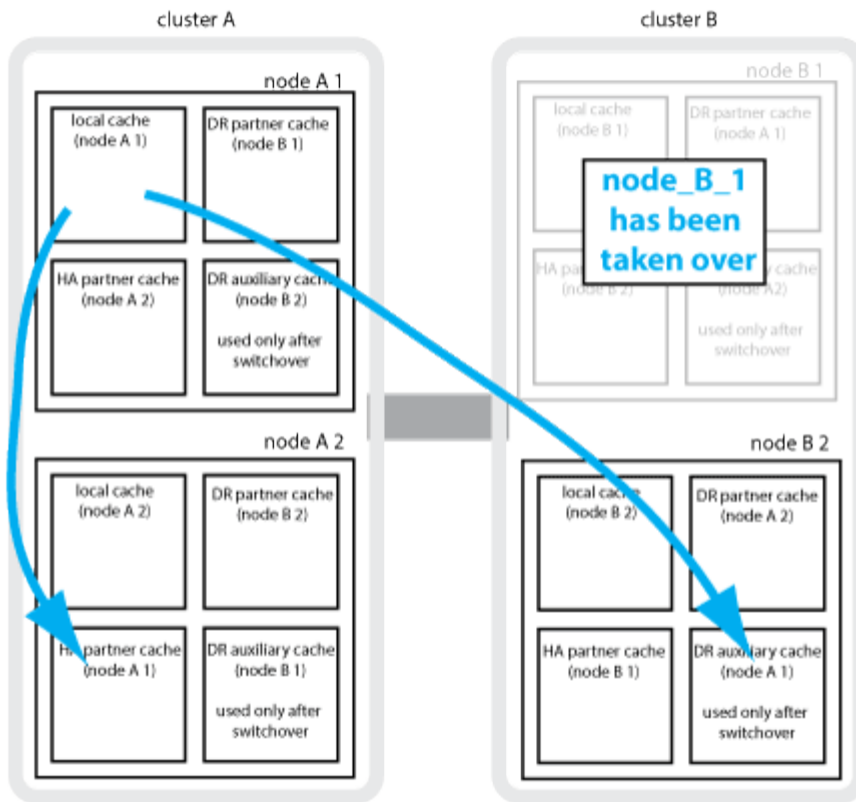 cluster A
cluster B
node A 1
local cache
(node A 1)
DR partner cache
(node B 1)
HA partner cache
(node A 2)
DR auxiliary cache
(node B 2)
used only after
switchover
node A 2
local cache
(node A 2)
DR partner cache
(node B 2)
HA partner cache
(node A 1)
DR auxiliary cache
(node B 1)
used only after
switchover
node B 1
local cache
(node B 1)
DR partner cache
(node A 1)
node_B_1
has been
taken over
HA pa
(node B 2)
y cache
(node A2)
used only after
switchover
node B 2
local cache
(node B 2)
DR partner cache
(node A 2)
HA partner cache
(node B 1)
DR auxiliary cache
(node A 1)
used only after
switchover